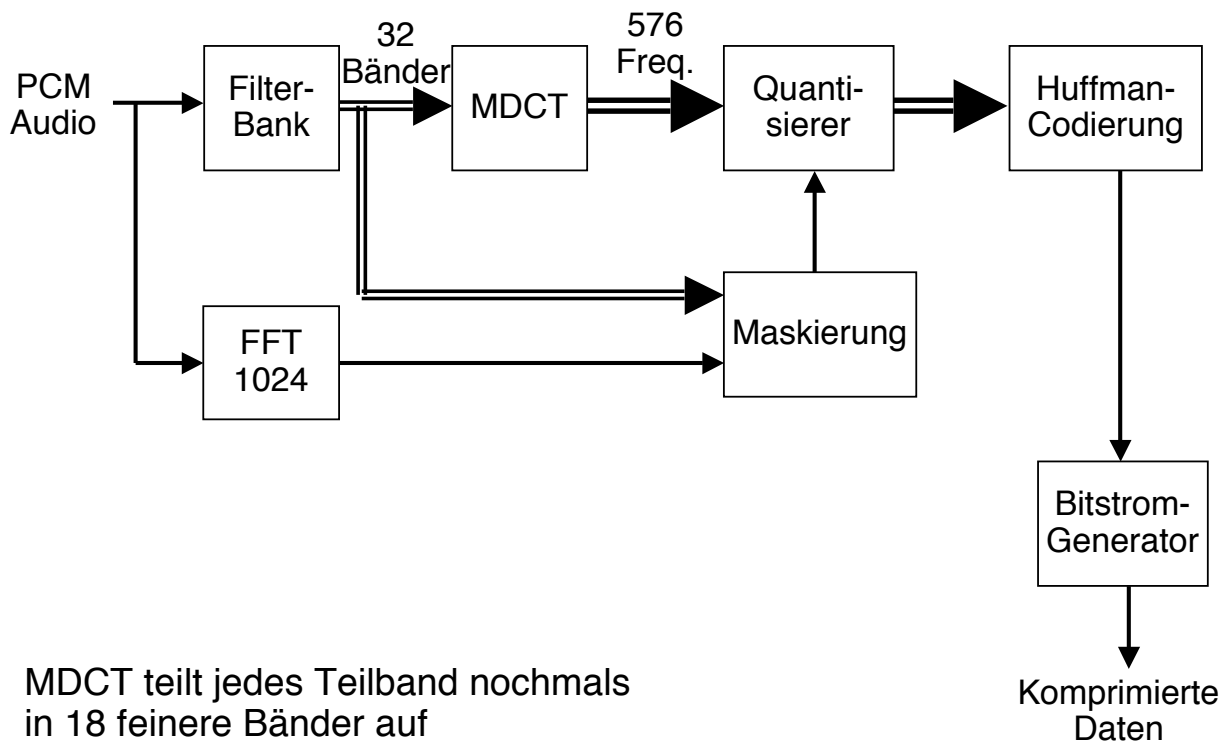 PCM
Audio
Filter-
Bank
32
Bänder
MDCT
576
Freq.
Quanti-
sierer
Huffman-
Codierung
FFT
1024
Maskierung
Bitstrom-
Generator
Komprimierte
Daten
MDCT teilt jedes Teilband nochmals
in 18 feinere Bänder auf